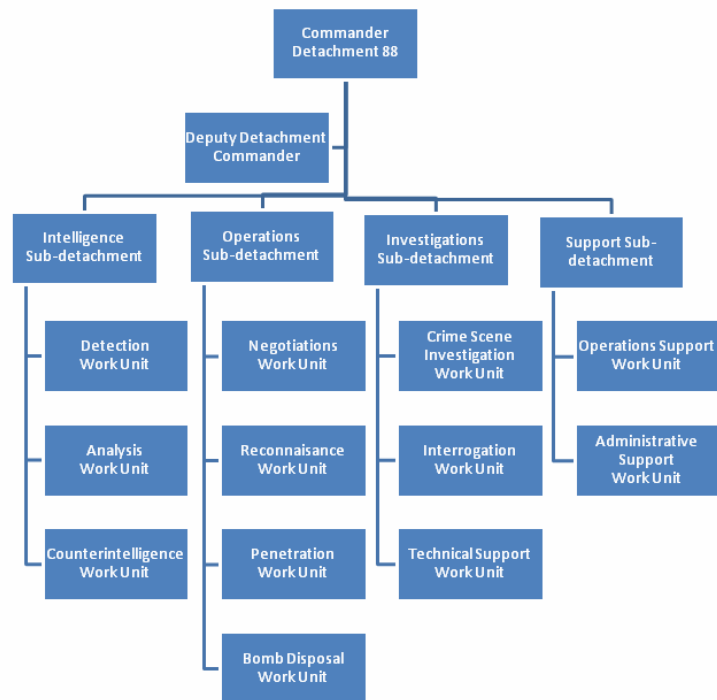 Commander
Detachment 88
Deputy Detachment
Commander
Intelligence
Sub-detachment
Operations
Sub-detachment
Investigations
Sub-detachment
Support Sub-
detachment
Detection
Work Unit
Negotiations
Work Unit
Crime Scene
Investigation
Work Unit
Operations Support
Work Unit
Analysis
Work Unit
Reconnaisance
Work Unit
Interrogation
Work Unit
Administrative
Support
Work Unit
Counterintelligence
Work Unit
Penetration
Work Unit
Technical Support
Work Unit
Bomb Disposal
Work Unit